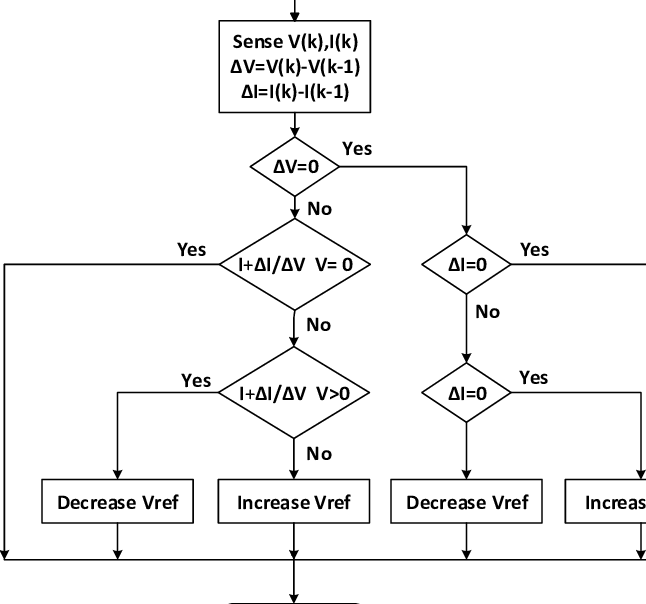 Sense V(k),I(k)
ΔV=V(k)-V(k-1)
ΔI=I(k)-I(k-1)
ΔV=0
Yes
No
Yes
I+ΔI/ΔV V= 0
ΔI=0
Yes
No
No
Yes
I+ΔI/ΔV V>0
ΔI=0
Yes
No
Decrease Vref
Increase Vref
Decrease Vref
Increas